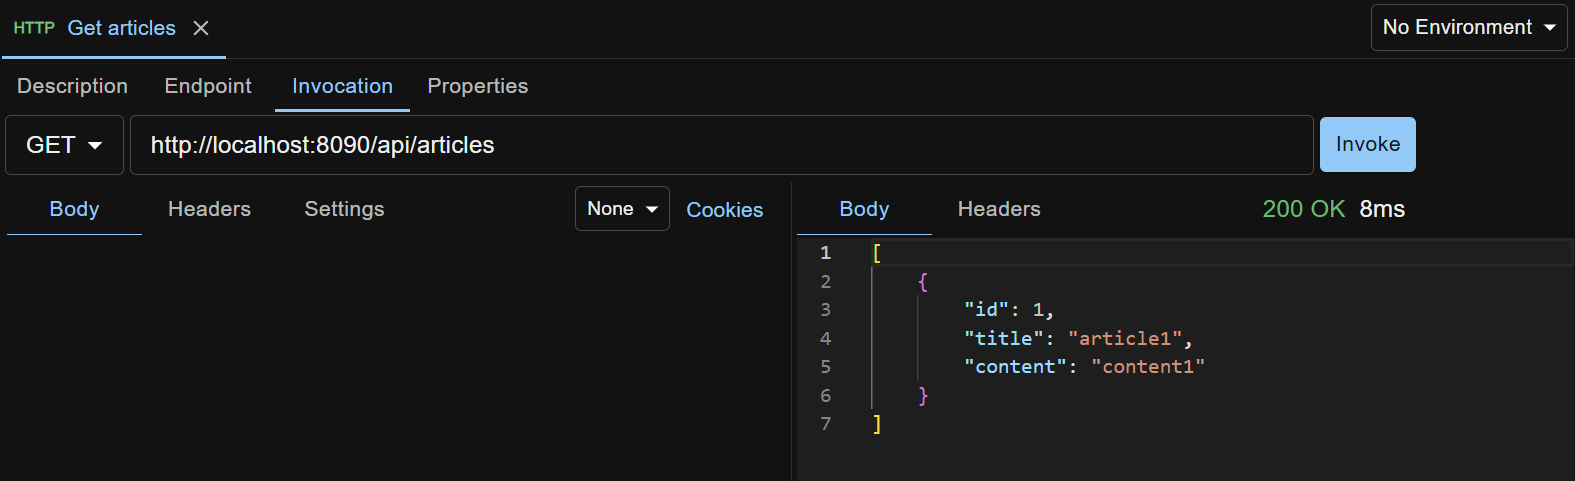 HTTP Get articles
No Environment
Description Endpoint Invocation Properties
GET http://localhost:8090/api/articles Invoke
Body Headers Settings None Cookies
Body Headers 200 OK 8ms
1 [
2 {
3 "id": 1,
4 "title": "article1",
5 "content": "content1"
6 }
7 ]